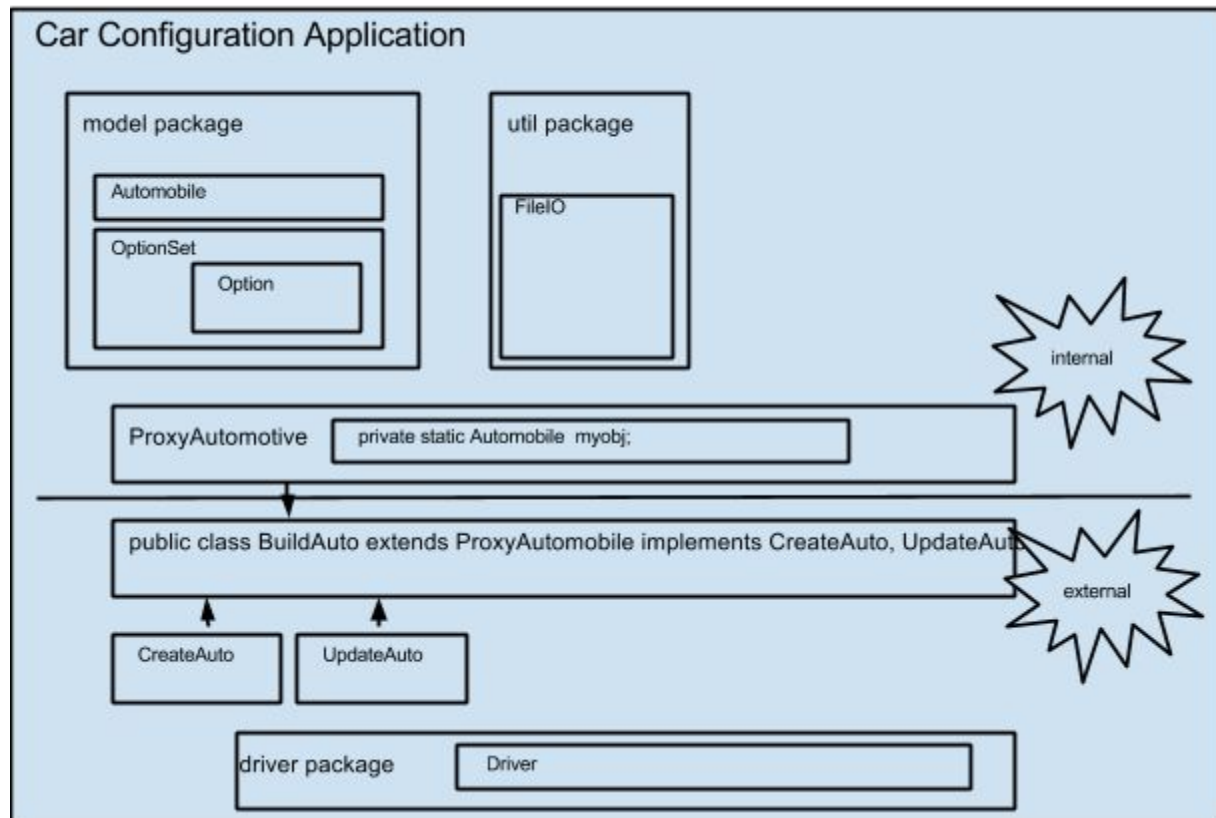 Car Configuration Application
model package
Automobile
OptionSet
Option
util package
FileIO
internal
ProxyAutomotive
private static Automobile myobj;
public class BuildAuto extends ProxyAutomobile implements CreateAuto, UpdateAuto
external
CreateAuto
UpdateAuto
driver package
Driver